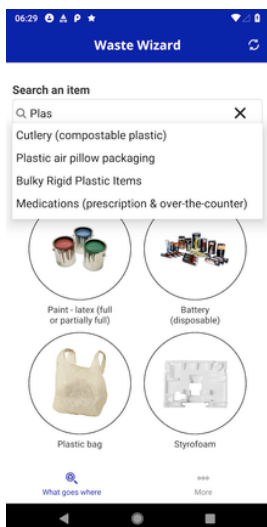 06:29
Waste Wizard
Search an item
Plas
Cutlery (compostable plastic)
Plastic air pillow packaging
Bulky Rigid Plastic Items
Medications (prescription & over-the-counter)
Paint - latex (full
or partially full)
Battery
(disposable)
Plastic bag
Styrofoam
What goes where
More